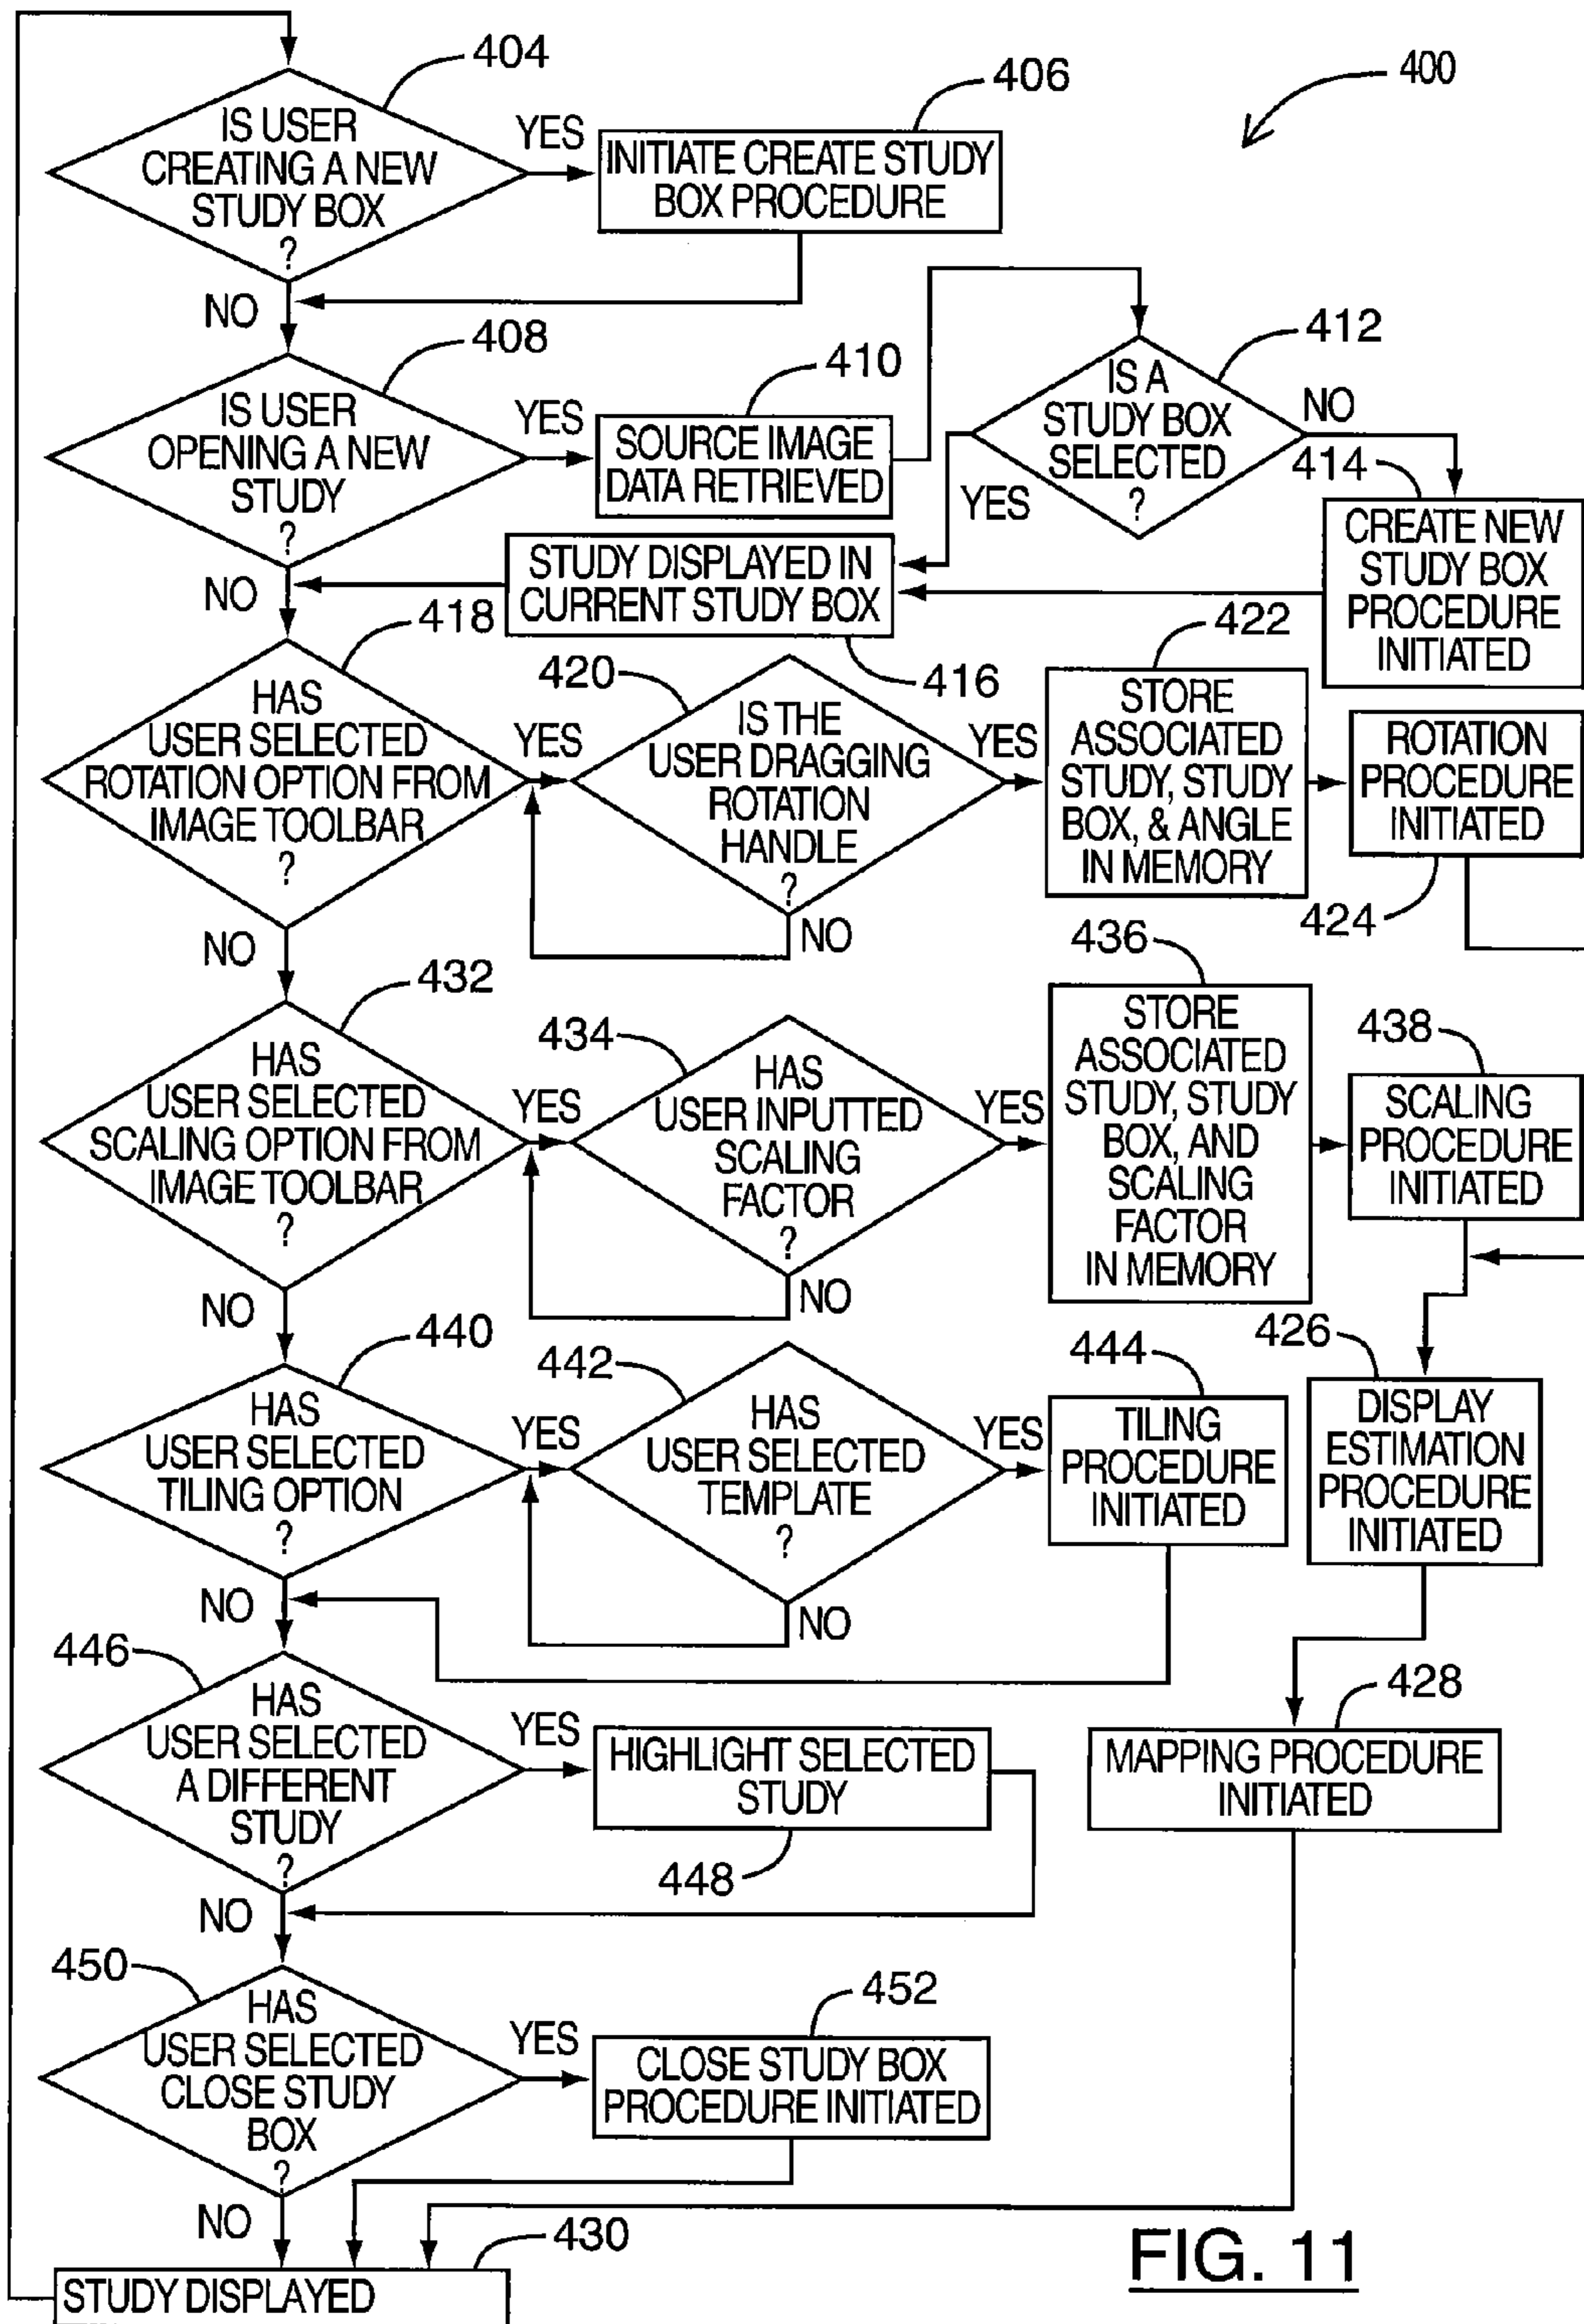 404
406
400
IS USER
CREATING A NEW
STUDY BOX
?
YES
INITIATE CREATE STUDY
BOX PROCEDURE
NO
408
410
412
IS USER
OPENING A NEW
STUDY
?
YES
SOURCE IMAGE
DATA RETRIEVED
IS A
STUDY BOX
SELECTED
?
NO
YES
414
CREATE NEW
STUDY BOX
PROCEDURE
INITIATED
STUDY DISPLAYED IN
CURRENT STUDY BOX
416
NO
418
HAS
USER SELECTED
ROTATION OPTION FROM
IMAGE TOOLBAR
?
YES
420
IS THE
USER DRAGGING
ROTATION
HANDLE
?
YES
NO
422
STORE
ASSOCIATED
STUDY, STUDY
BOX, & ANGLE
IN MEMORY
ROTATION
PROCEDURE
INITIATED
424
NO
432
HAS
USER SELECTED
SCALING OPTION FROM
IMAGE TOOLBAR
?
YES
434
HAS
USER INPUTTED
SCALING
FACTOR
?
YES
NO
436
STORE
ASSOCIATED
STUDY, STUDY
BOX, AND
SCALING
FACTOR
IN MEMORY
438
SCALING
PROCEDURE
INITIATED
NO
440
HAS
USER SELECTED
TILING OPTION
?
YES
442
HAS
USER SELECTED
TEMPLATE
?
YES
NO
444
TILING
PROCEDURE
INITIATED
426
DISPLAY
ESTIMATION
PROCEDURE
INITIATED
NO
446
HAS
USER SELECTED
A DIFFERENT
STUDY
?
YES
HIGHLIGHT SELECTED
STUDY
448
428
MAPPING PROCEDURE
INITIATED
NO
450
HAS
USER SELECTED
CLOSE STUDY
BOX
?
YES
452
CLOSE STUDY BOX
PROCEDURE INITIATED
NO
430
STUDY DISPLAYED
FIG. 11